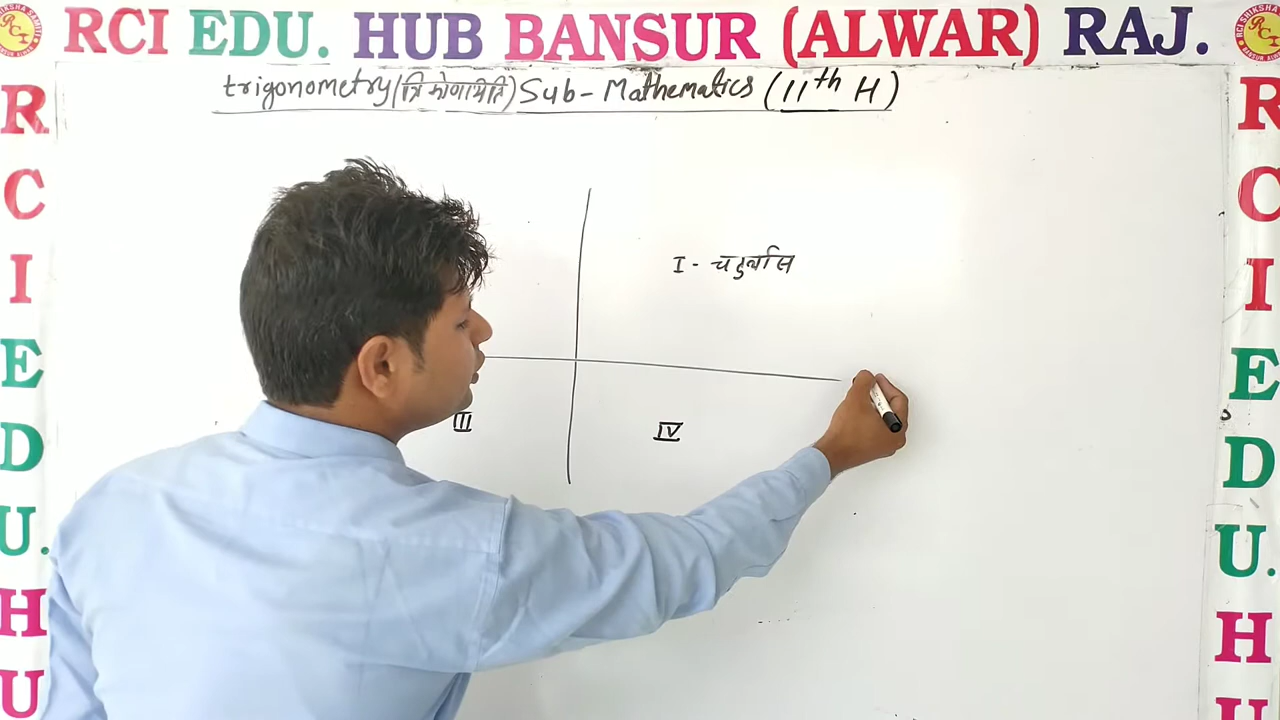 RCI EDU. HUB BANSUR (ALWAR) RAJ.
trigonometry (त्रिकोणमिति) Sub - Mathematics (11th H)
I - चतुर्थांस
III
IV
R
C
I
E
D
U.
H
U
R
C
I
E
D
U.
H
U